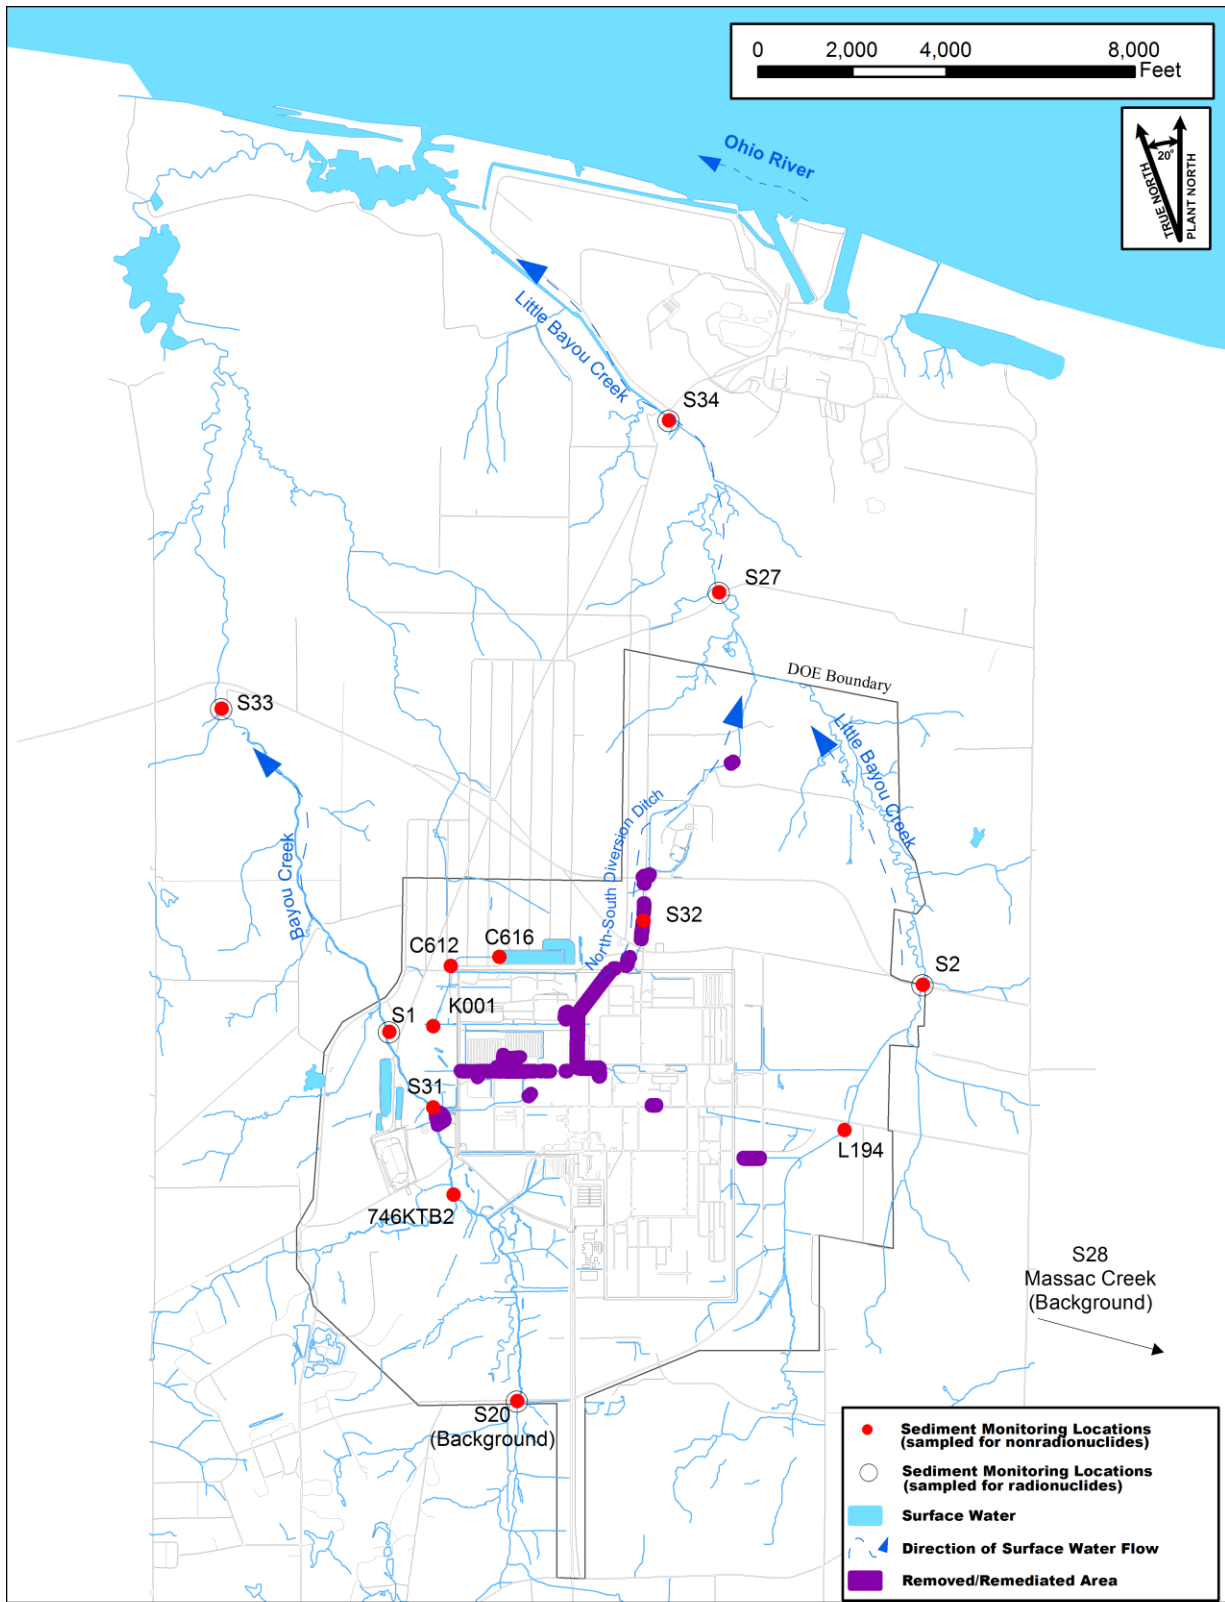 0 2,000 4,000 8,000
Feet
Ohio River
20°
TRUE NORTH
PLANT NORTH
Little Bayou Creek
S34
S27
DOE Boundary
S33
Little Bayou Creek
North-South Diversion Ditch
Bayou Creek
S32
C616
C612
S2
K001
S1
S31
L194
746KTB2
S28
Massac Creek
(Background)
S20
(Background)
Sediment Monitoring Locations
(sampled for nonradionuclides)
Sediment Monitoring Locations
(sampled for radionuclides)
Surface Water
Direction of Surface Water Flow
Removed/Remediated Area